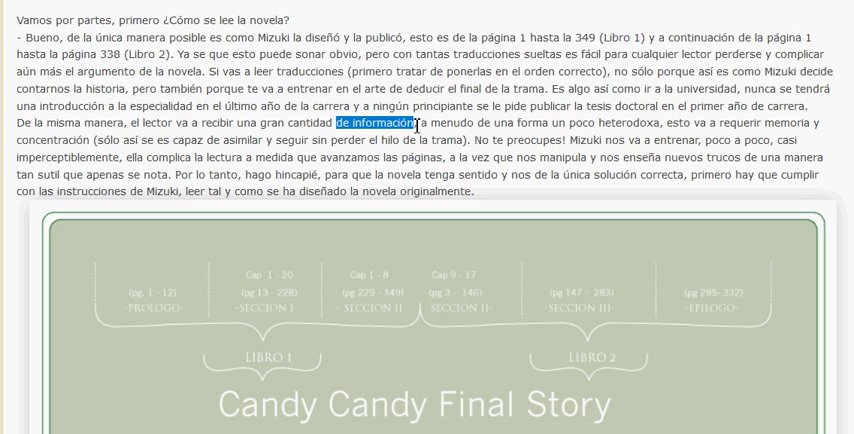 Vamos por partes, primero ¿Cómo se lee la novela?
- Bueno, de la única manera posible es como Mizuki la diseñó y la publicó, esto es de la página 1 hasta la 349 (Libro 1) y a continuación de la página 1
hasta la página 338 (Libro 2). Ya se que esto puede sonar obvio, pero con tantas traducciones sueltas es fácil para cualquier lector perderse y complicar
aún más el argumento de la novela. Si vas a leer traducciones (primero tratar de ponerlas en el orden correcto), no sólo porque así es como Mizuki decide
contarnos la historia, pero también porque te va a entrenar en el arte de deducir el final de la trama. Es algo así como ir a la universidad, nunca se tendrá
una introducción a la especialidad en el último año de la carrera y a ningún principiante se le pide publicar la tesis doctoral en el primer año de carrera.
De la misma manera, el lector va a recibir una gran cantidad de información, a menudo de una forma un poco heterodoxa, esto va a requerir memoria y
concentración (sólo así se es capaz de asimilar y seguir sin perder el hilo de la trama). No te preocupes! Mizuki nos va a entrenar, poco a poco, casi
imperceptiblemente, ella complica la lectura a medida que avanzamos las páginas, a la vez que nos manipula y nos enseña nuevos trucos de una manera
tan sutil que apenas se nota. Por lo tanto, hago hincapié, para que la novela tenga sentido y nos de la única solución correcta, primero hay que cumplir
con las instrucciones de Mizuki, leer tal y como se ha diseñado la novela originalmente.
Cap 1 - 20 Cap 1 - 8 Cap 9 - 17
(pg. 1 - 12) (pg 13 - 228) (pg 229 - 349) (pg 3 - 146) (pg 147 - 283) (pg 285- 332)
-PROLOGO- -SECCION I- - SECCION II SECCION II- -SECCION III- -EPILOGO-
LIBRO 1 LIBRO 2
Candy Candy Final Story